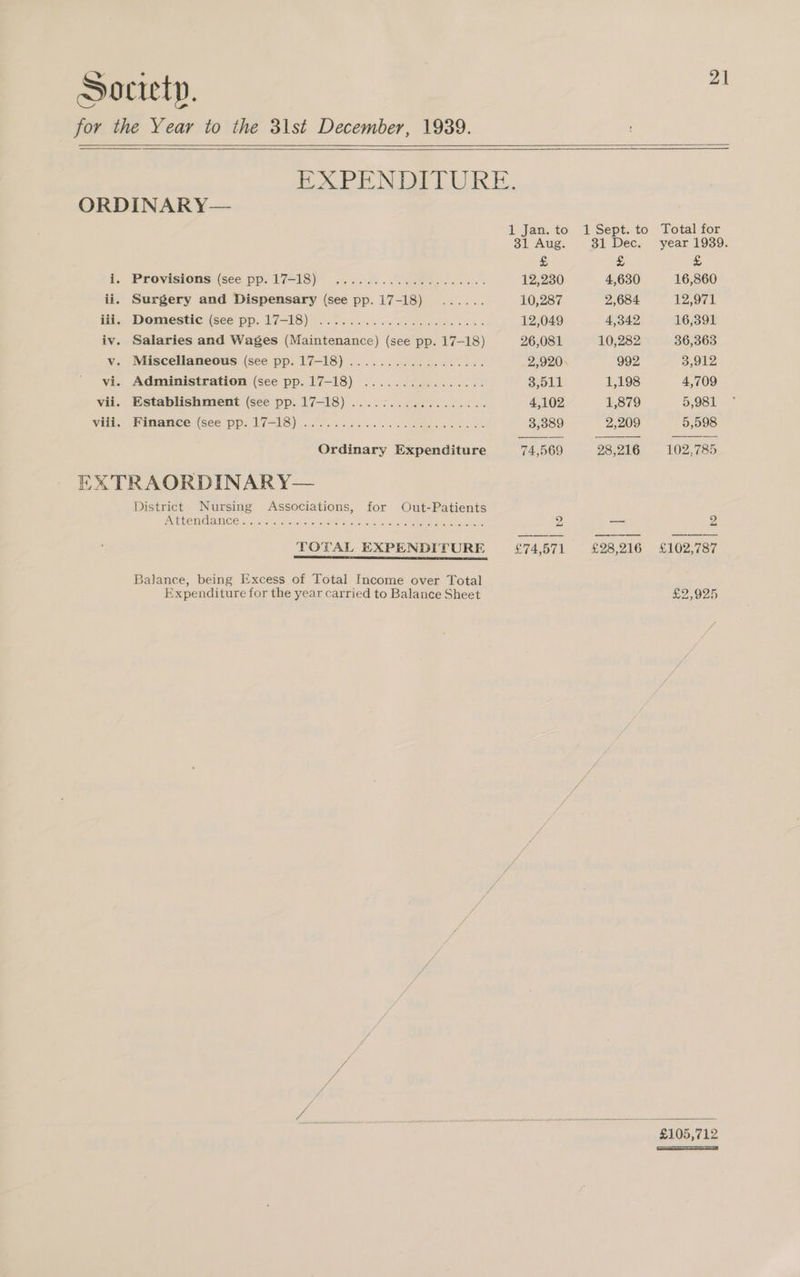 21
Society.
for the Year to the 31st December, 1939.
EXPENDITURE.
ORDINARY—
1 Jan. to 1 Sept. to Total for
31 Aug. 31 Dec. year 1939.
£ £ £
i. Provisions (see pp. 17–18) .................... 12,230 4,630 16,860
ii. Surgery and Dispensary (see pp. 17–18) ...... 10,287 2,684 12,971
iii. Domestic (see pp. 17–18) .................... 12,049 4,342 16,391
iv. Salaries and Wages (Maintenance) (see pp. 17–18) 26,081 10,282 36,363
v. Miscellaneous (see pp. 17–18) ................ 2,920 992 3,912
vi. Administration (see pp. 17–18) ............... 3,511 1,198 4,709
vii. Establishment (see pp. 17–18) ................ 4,102 1,879 5,981
viii. Finance (see pp. 17–18) ...................... 3,389 2,209 5,598
Ordinary Expenditure 74,569 28,216 102,785
EXTRAORDINARY—
District Nursing Associations, for Out-Patients
Attendance .............................. 2 — 2
TOTAL EXPENDITURE £74,571 £28,216 £102,787
Balance, being Excess of Total Income over Total
Expenditure for the year carried to Balance Sheet £2,925
£105,712